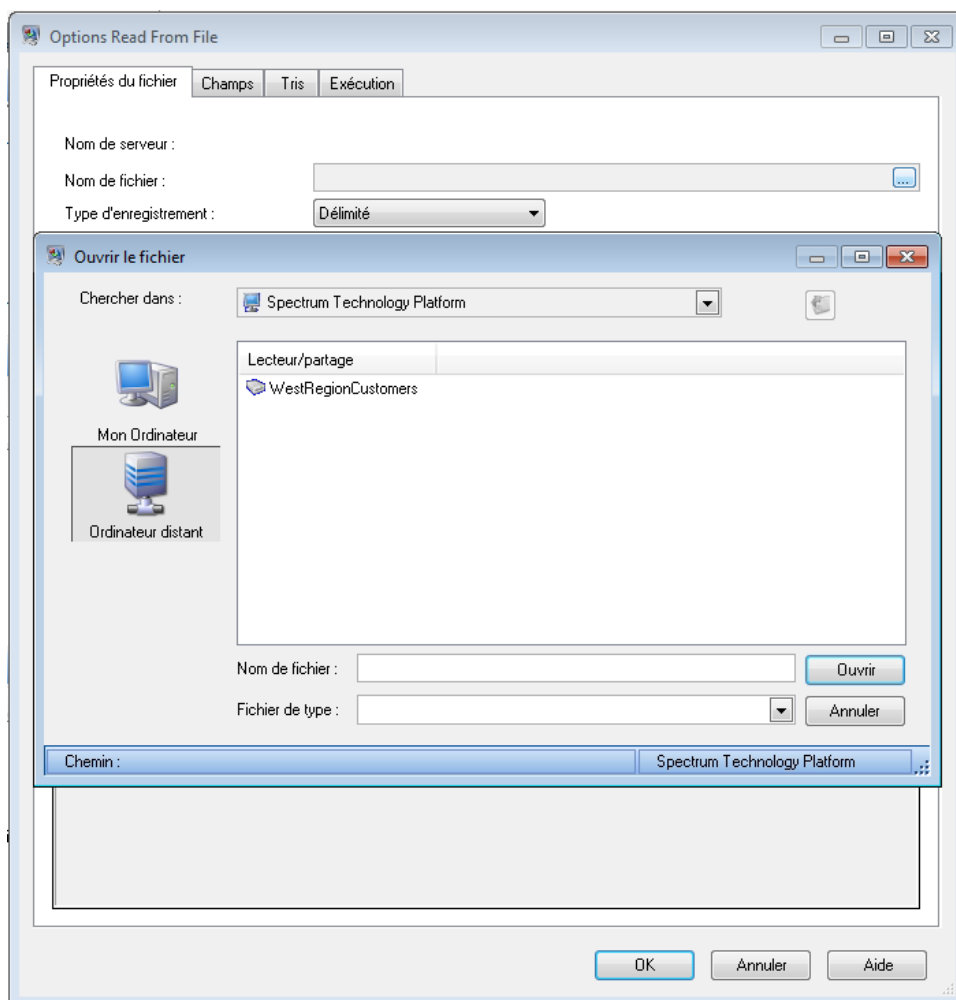 Options Read From File
Propriétés du fichier Champs Tris Exécution
Nom de serveur :
Nom de fichier : ...
Type d'enregistrement : Délimité
Ouvrir le fichier
Chercher dans : Spectrum Technology Platform
Lecteur/partage
WestRegionCustomers
Mon Ordinateur
Ordinateur distant
Nom de fichier : Ouvrir
Fichier de type : Annuler
Chemin : Spectrum Technology Platform
OK Annuler Aide